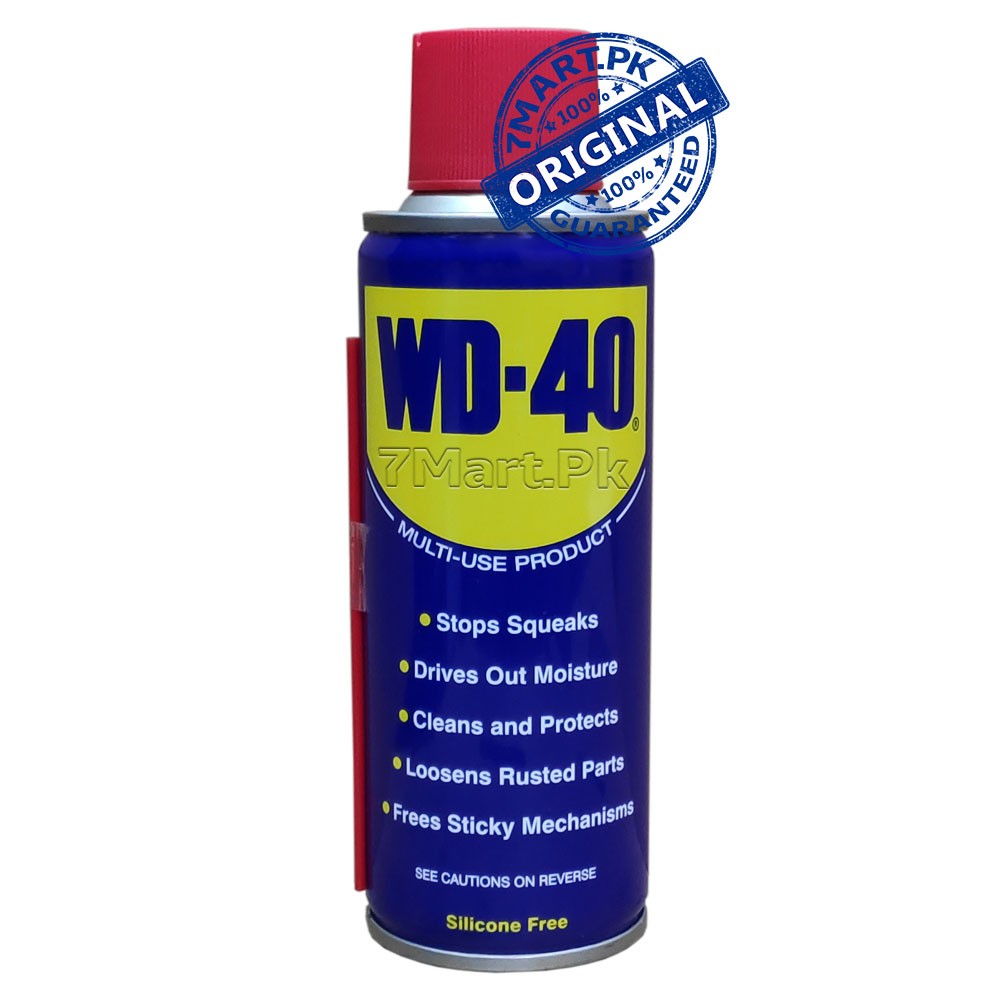 7MART.PK
★ 100% ★
ORIGINAL
★ 100% ★
GUARANTEED
WD-40®
7Mart.Pk
MULTI-USE PRODUCT
• Stops Squeaks
• Drives Out Moisture
• Cleans and Protects
• Loosens Rusted Parts
• Frees Sticky Mechanisms
SEE CAUTIONS ON REVERSE
Silicone Free